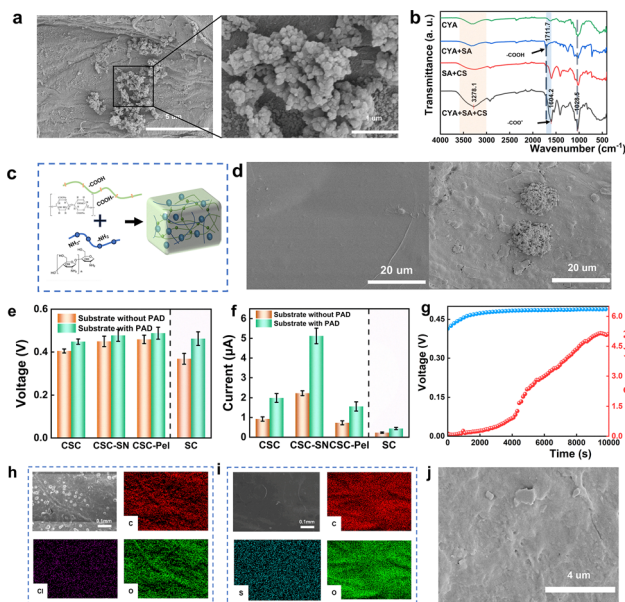 a
5 um
1 um
b
Transmittance (a. u.)
CYA
CYA+SA
SA+CS
CYA+SA+CS
3278.1
1711.7
-COOH
1604.2
-COO⁻
1025.5
4000 3500 3000 2500 2000 1500 1000 500
Wavenumber (cm⁻¹)
c
-COOH
COOH
d
20 um
20 um
e
Voltage (V)
0.6
0.4
0.2
0.0
Substrate without PAD
Substrate with PAD
CSC CSC-SN CSC-Pel SC
f
Current (μA)
6
5
4
3
2
1
0
Substrate without PAD
Substrate with PAD
CSC CSC-SN CSC-Pel SC
g
Voltage (V)
0.45
0.30
0.15
0.00
6.0
4.5
3.0
1.5
0.0
0 2000 4000 6000 8000 10000
Time (s)
h
0.1mm
C
Cl
O
i
0.1mm
C
S
O
j
4 um